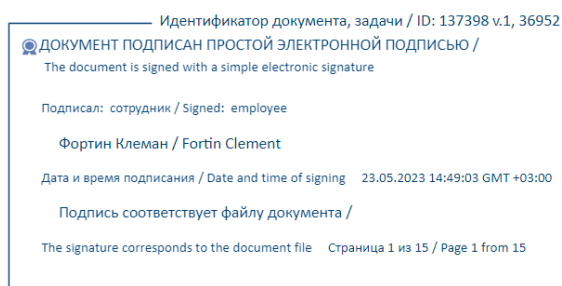 Идентификатор документа, задачи / ID: 137398 v.1, 36952
ДОКУМЕНТ ПОДПИСАН ПРОСТОЙ ЭЛЕКТРОННОЙ ПОДПИСЬЮ /
The document is signed with a simple electronic signature
Подписал: сотрудник / Signed: employee
Фортин Клеман / Fortin Clement
Дата и время подписания / Date and time of signing 23.05.2023 14:49:03 GMT +03:00
Подпись соответствует файлу документа /
The signature corresponds to the document file Страница 1 из 15 / Page 1 from 15